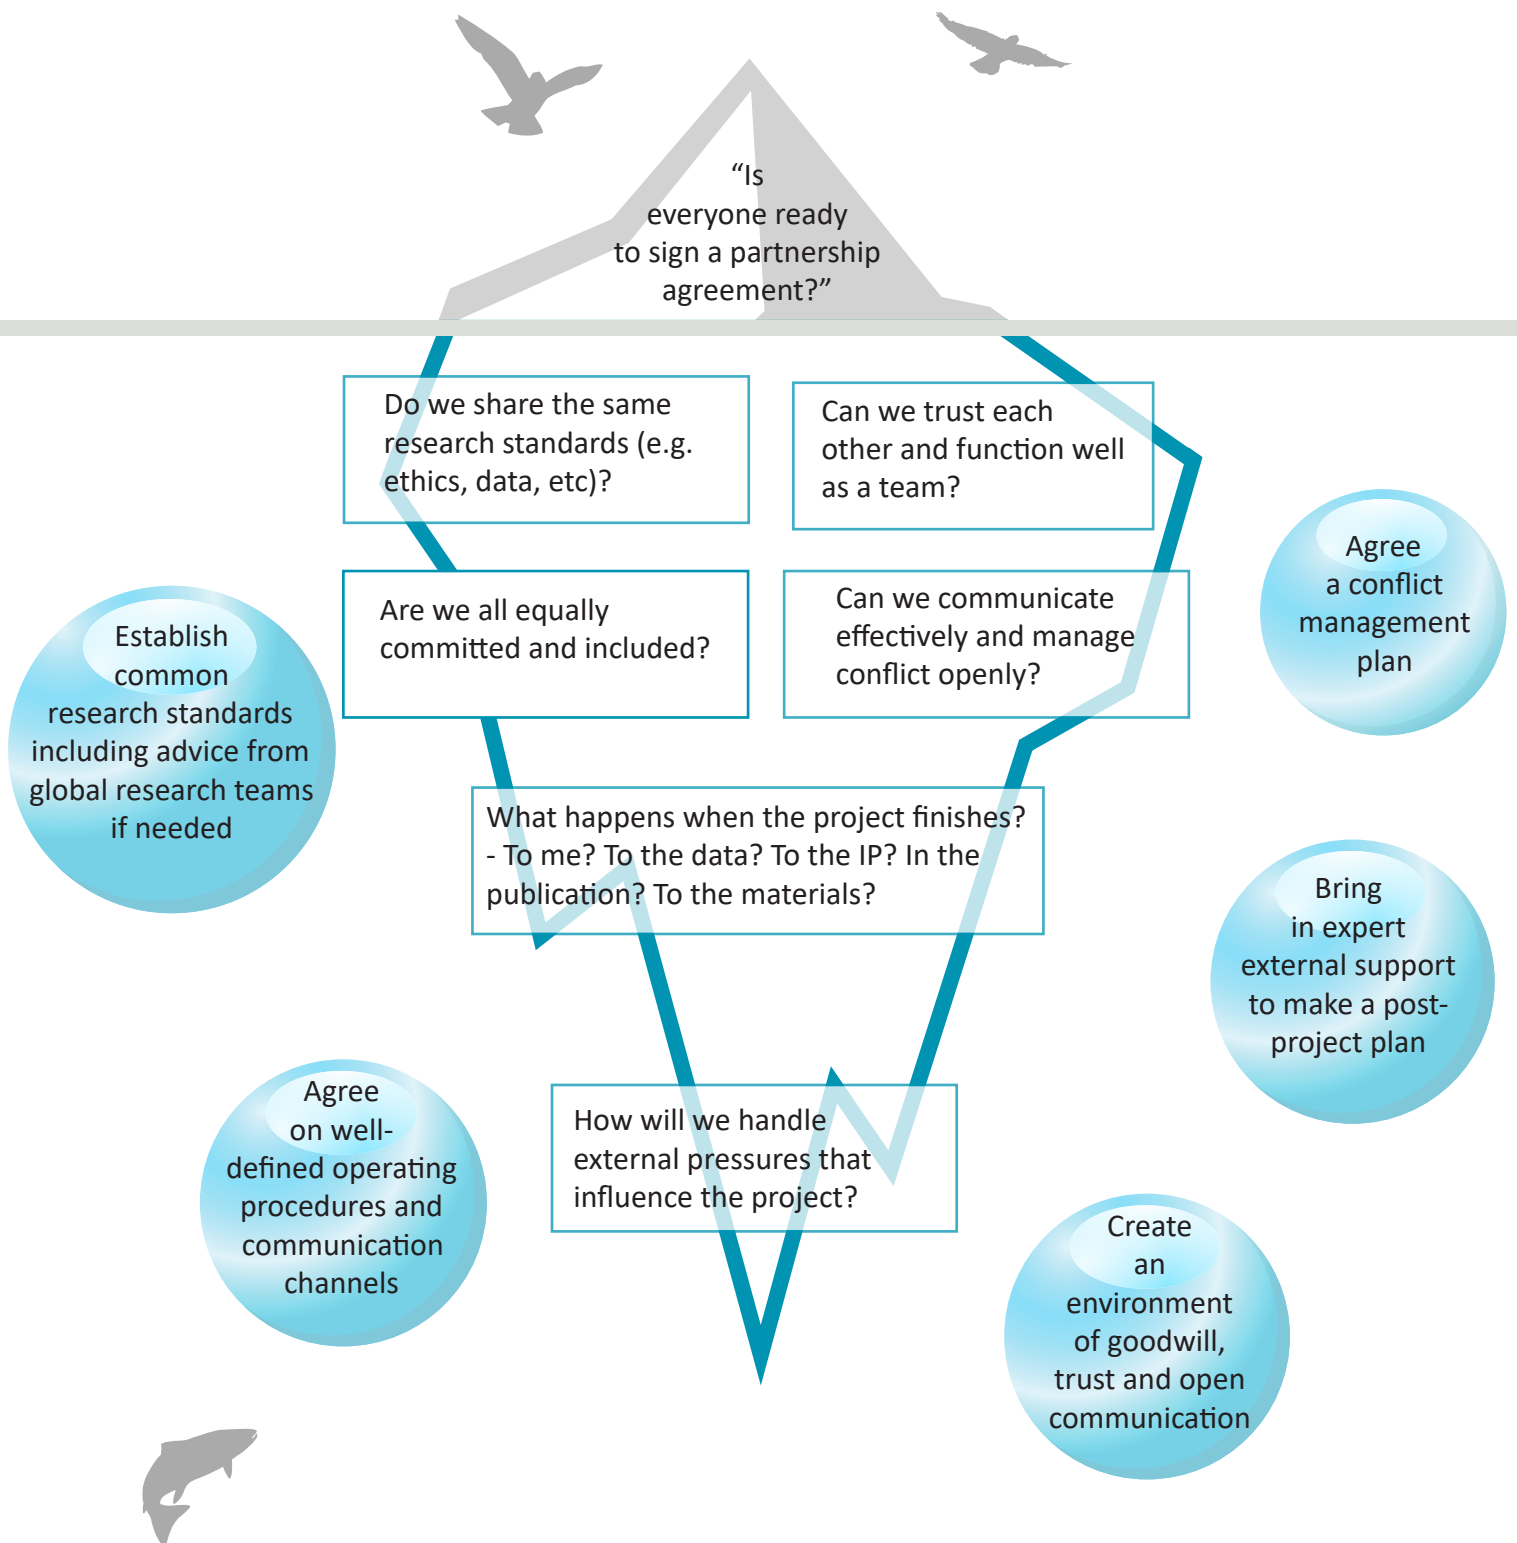 “Is
everyone ready
to sign a partnership
agreement?”
Do we share the same
research standards (e.g.
ethics, data, etc)?
Can we trust each
other and function well
as a team?
Are we all equally
committed and included?
Can we communicate
effectively and manage
conflict openly?
Agree
a conflict
management
plan
Establish
common
research standards
including advice from
global research teams
if needed
What happens when the project finishes?
- To me? To the data? To the IP? In the
publication? To the materials?
Bring
in expert
external support
to make a post-
project plan
Agree
on well-
defined operating
procedures and
communication
channels
How will we handle
external pressures that
influence the project?
Create
an
environment
of goodwill,
trust and open
communication